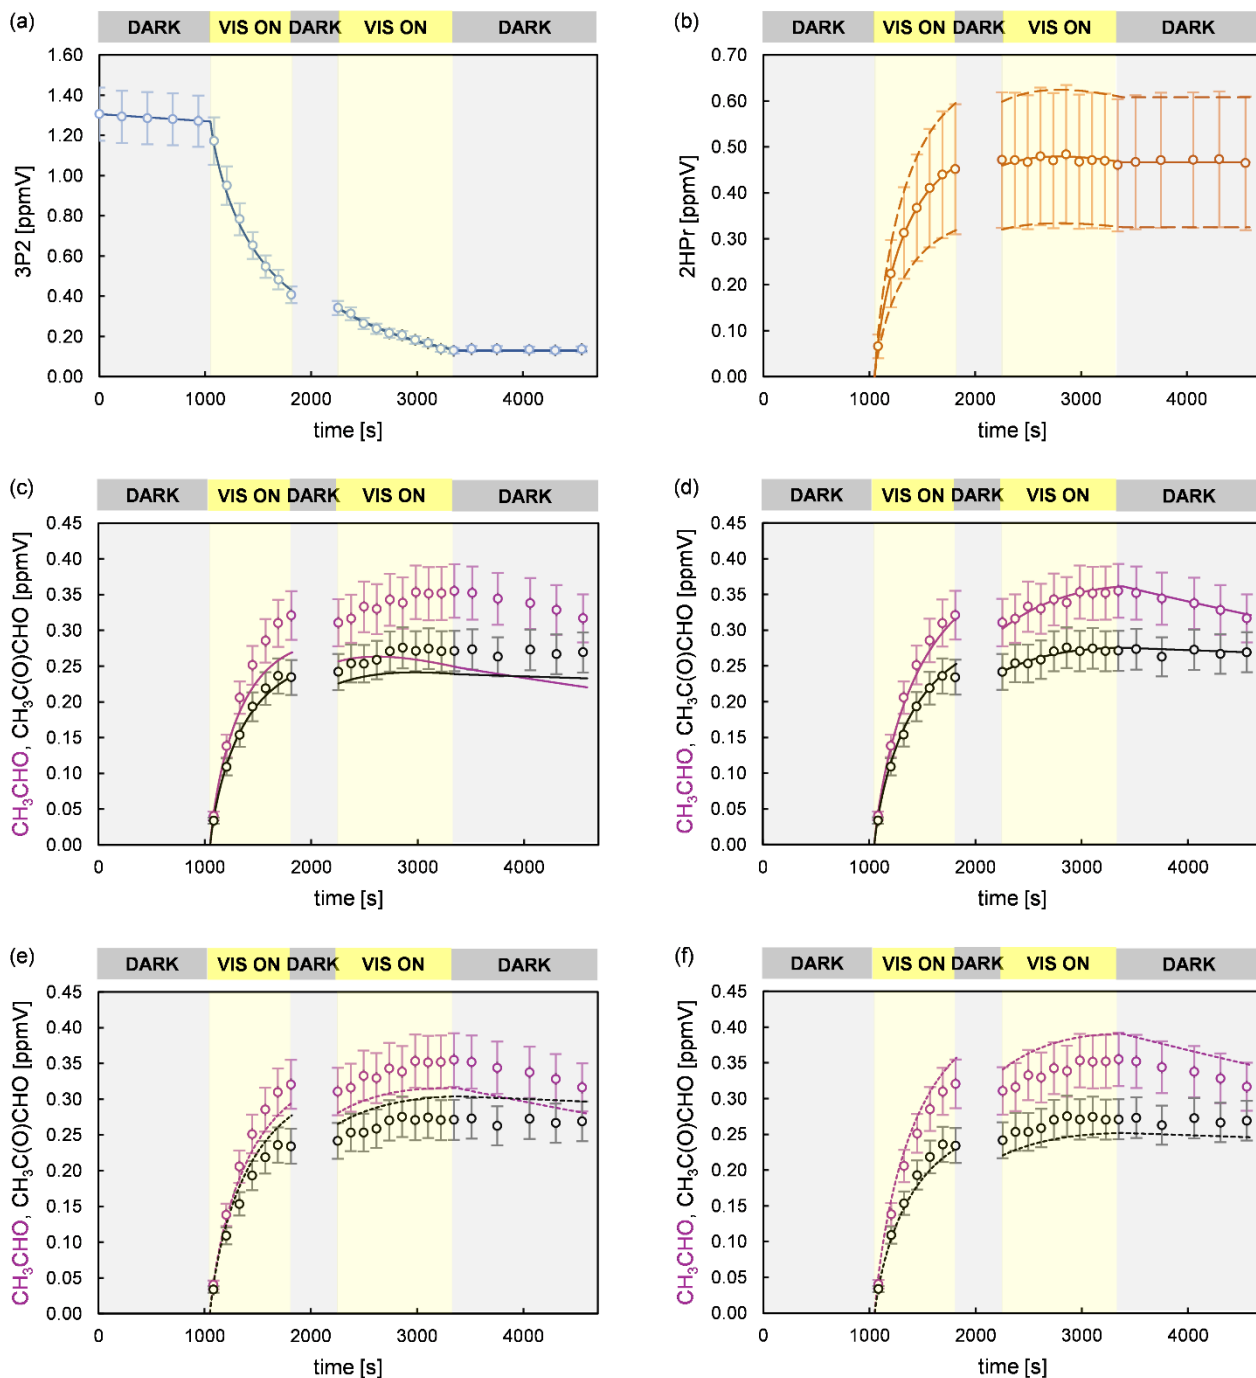 (a)
DARK VIS ON DARK VIS ON DARK
3P2 [ppmV]
1.60
1.40
1.20
1.00
0.80
0.60
0.40
0.20
0.00
0 1000 2000 3000 4000
time [s]
(b)
DARK VIS ON DARK VIS ON DARK
2HPr [ppmV]
0.70
0.60
0.50
0.40
0.30
0.20
0.10
0.00
0 1000 2000 3000 4000
time [s]
(c)
DARK VIS ON DARK VIS ON DARK
CH₃CHO, CH₃C(O)CHO [ppmV]
0.45
0.40
0.35
0.30
0.25
0.20
0.15
0.10
0.05
0.00
0 1000 2000 3000 4000
time [s]
(d)
DARK VIS ON DARK VIS ON DARK
CH₃CHO, CH₃C(O)CHO [ppmV]
0.45
0.40
0.35
0.30
0.25
0.20
0.15
0.10
0.05
0.00
0 1000 2000 3000 4000
time [s]
(e)
DARK VIS ON DARK VIS ON DARK
CH₃CHO, CH₃C(O)CHO [ppmV]
0.45
0.40
0.35
0.30
0.25
0.20
0.15
0.10
0.05
0.00
0 1000 2000 3000 4000
time [s]
(f)
DARK VIS ON DARK VIS ON DARK
CH₃CHO, CH₃C(O)CHO [ppmV]
0.45
0.40
0.35
0.30
0.25
0.20
0.15
0.10
0.05
0.00
0 1000 2000 3000 4000
time [s]